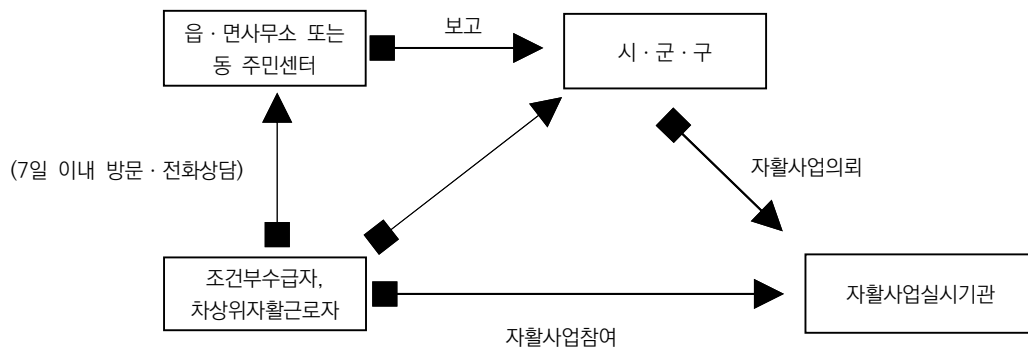 읍 · 면사무소 또는
동 주민센터
보고
시 · 군 · 구
(7일 이내 방문 · 전화상담)
자활사업의뢰
조건부수급자,
차상위자활근로자
자활사업실시기관
자활사업참여